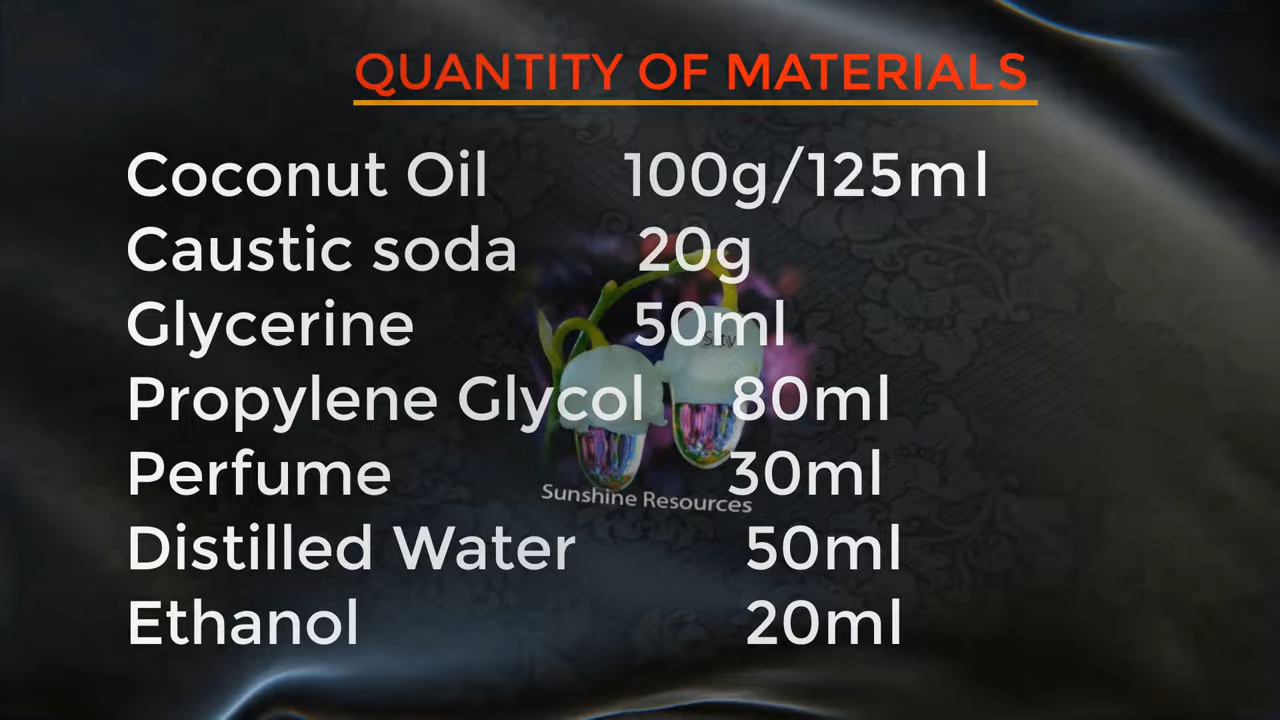 QUANTITY OF MATERIALS
Coconut Oil 100g/125ml
Caustic soda 20g
Glycerine 50ml
Propylene Glycol 80ml
Perfume 30ml
Sunshine Resources
Distilled Water 50ml
Ethanol 20ml